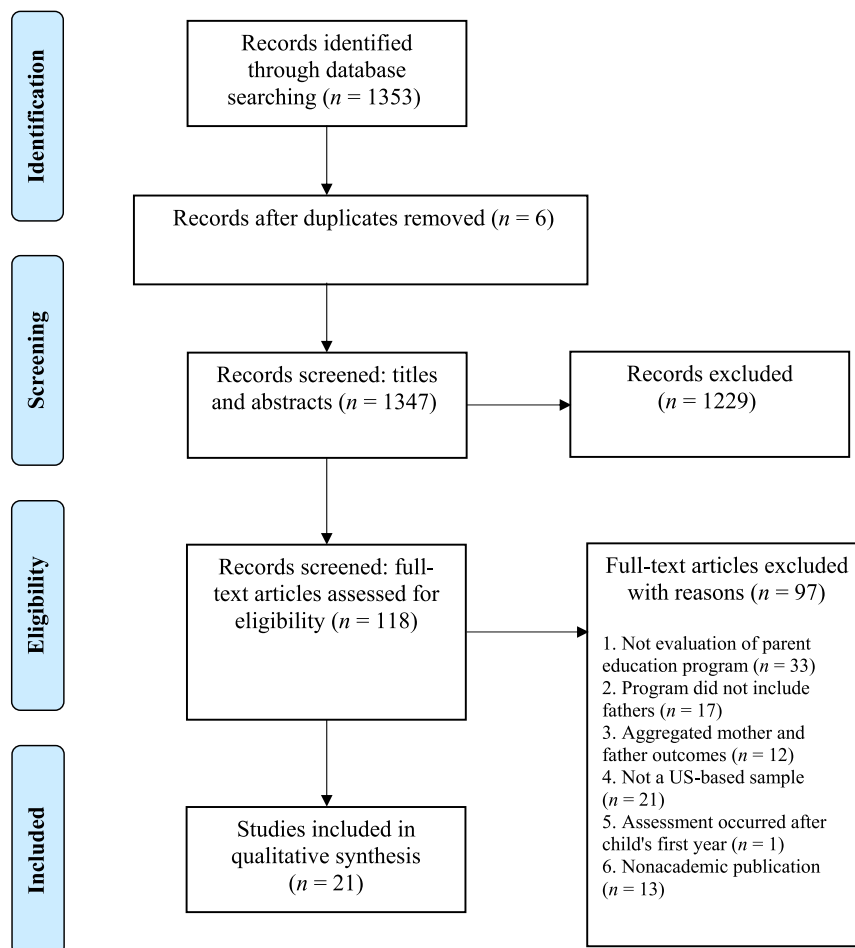 Identification
Records identified
through database
searching (n = 1353)
Records after duplicates removed (n = 6)
Screening
Records screened: titles
and abstracts (n = 1347)
Records excluded
(n = 1229)
Eligibility
Records screened: full-
text articles assessed for
eligibility (n = 118)
Full-text articles excluded
with reasons (n = 97)
1. Not evaluation of parent
education program (n = 33)
2. Program did not include
fathers (n = 17)
3. Aggregated mother and
father outcomes (n = 12)
4. Not a US-based sample
(n = 21)
5. Assessment occurred after
child's first year (n = 1)
6. Nonacademic publication
(n = 13)
Included
Studies included in
qualitative synthesis
(n = 21)